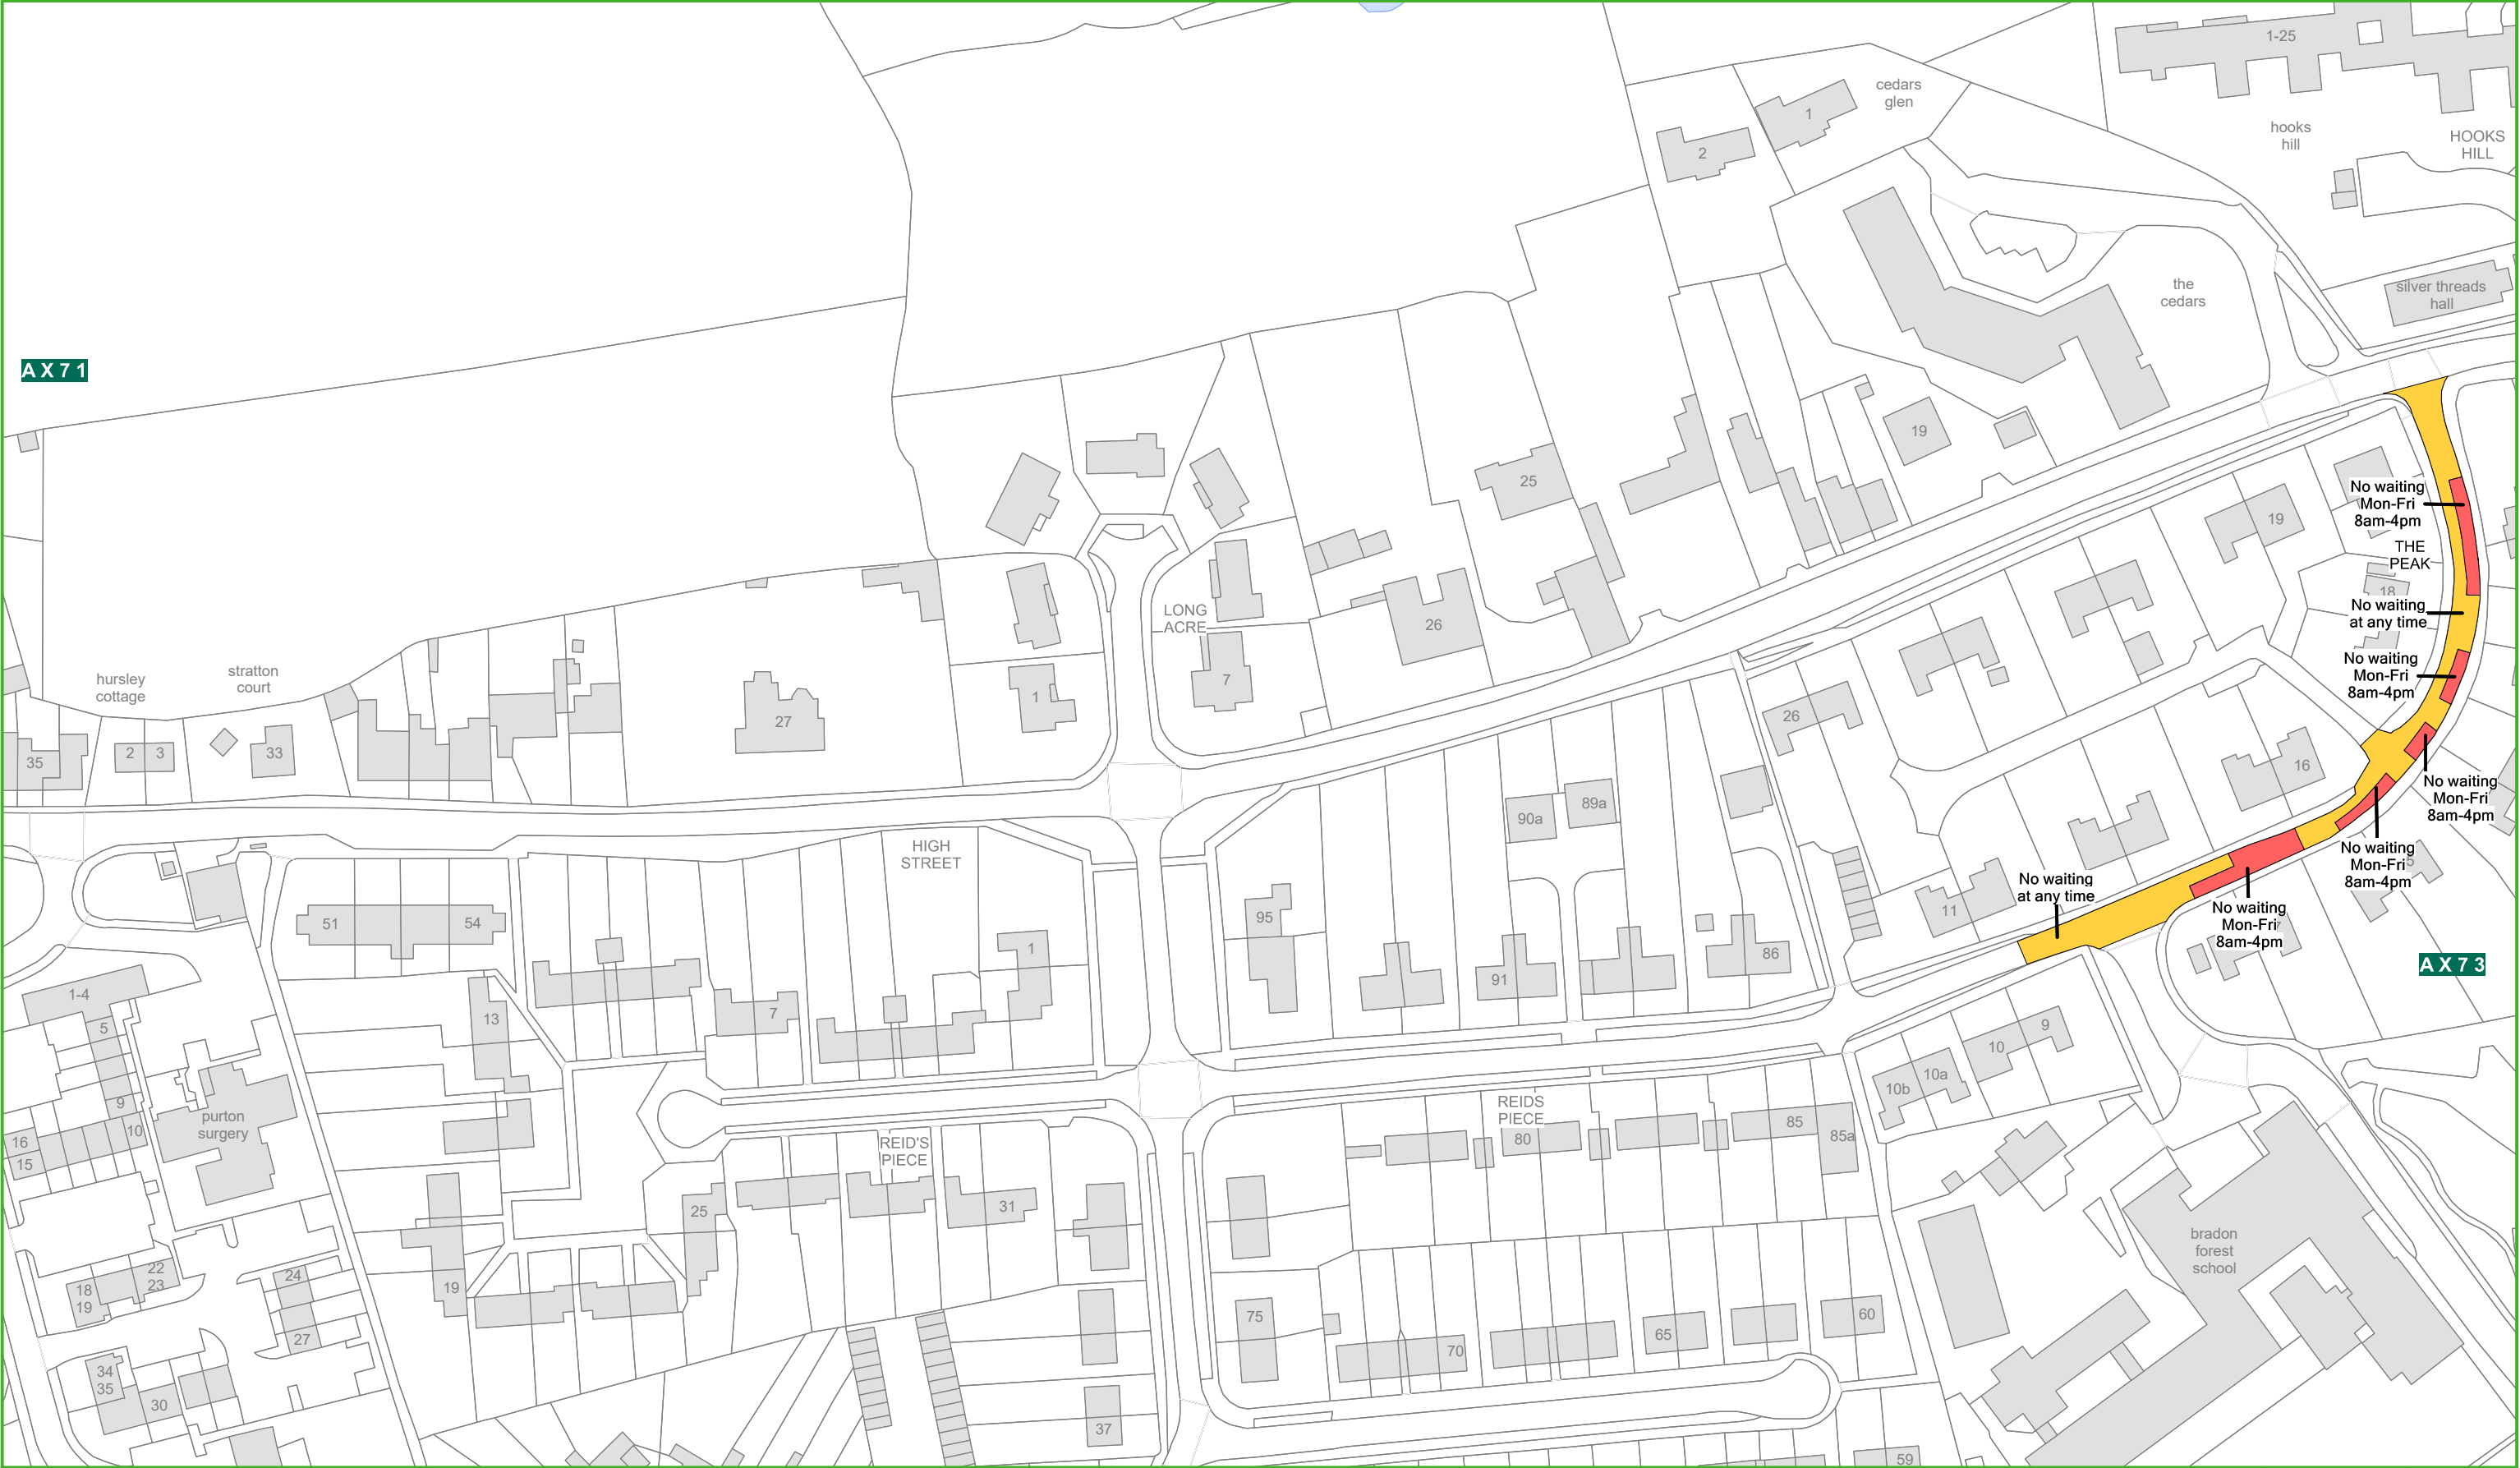 1-25
cedars
glen
1
2
hooks
hill
HOOKS
HILL
the
cedars
silver threads
hall
AX71
19
25
No waiting
Mon-Fri
8am-4pm
19
THE
PEAK
18
No waiting
at any time
LONG
ACRE
26
7
1
No waiting
Mon-Fri
8am-4pm
hursley
cottage
stratton
court
27
26
35
2
3
33
16
90a
89a
No waiting
Mon-Fri
8am-4pm
HIGH
STREET
No waiting
Mon-Fri
8am-4pm
5
No waiting
at any time
11
51
54
95
1
91
86
No waiting
Mon-Fri
8am-4pm
AX73
1-4
5
13
7
9
10
10a
10b
9
10
16
15
purton
surgery
REID'S
PIECE
REIDS
PIECE
80
85
85a
25
31
bradon
forest
school
22
23
18
19
24
27
19
75
65
60
70
34
35
30
37
59